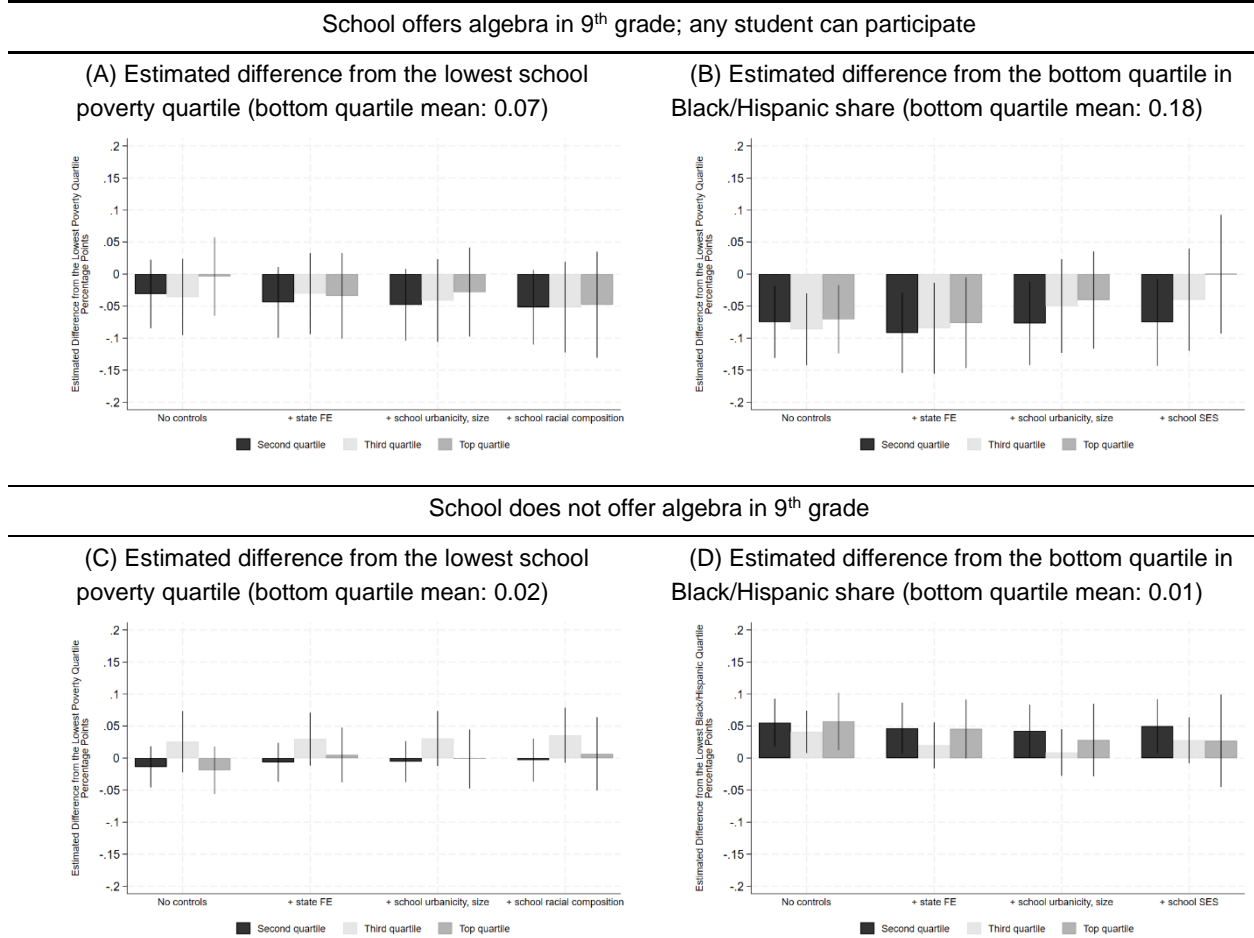 School offers algebra in 9th grade; any student can participate
(A) Estimated difference from the lowest school
poverty quartile (bottom quartile mean: 0.07)
Estimated Difference from the Lowest Poverty Quartile
Percentage Points
.2
.15
.1
.05
0
-.05
-.1
-.15
-.2
No controls + state FE + school urbanicity, size + school racial composition
Second quartile Third quartile Top quartile
(B) Estimated difference from the bottom quartile in
Black/Hispanic share (bottom quartile mean: 0.18)
Estimated Difference from the Lowest Poverty Quartile
Percentage Points
.2
.15
.1
.05
0
-.05
-.1
-.15
-.2
No controls + state FE + school urbanicity, size + school SES
Second quartile Third quartile Top quartile
School does not offer algebra in 9th grade
(C) Estimated difference from the lowest school
poverty quartile (bottom quartile mean: 0.02)
Estimated Difference from the Lowest Poverty Quartile
Percentage Points
.2
.15
.1
.05
0
-.05
-.1
-.15
-.2
No controls + state FE + school urbanicity, size + school racial composition
Second quartile Third quartile Top quartile
(D) Estimated difference from the bottom quartile in
Black/Hispanic share (bottom quartile mean: 0.01)
Estimated Difference from the Lowest Black/Hispanic Quartile
Percentage Points
.2
.15
.1
.05
0
-.05
-.1
-.15
-.2
No controls + state FE + school urbanicity, size + school SES
Second quartile Third quartile Top quartile